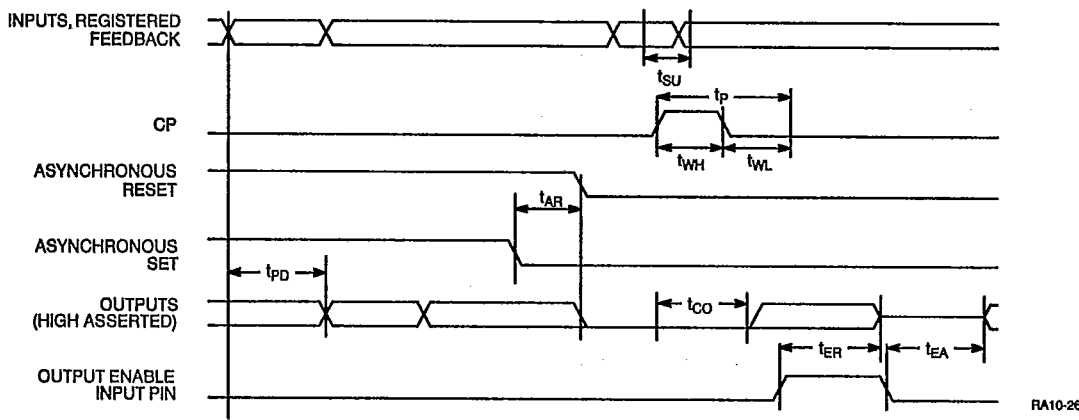 INPUTS, REGISTERED
FEEDBACK
tSU
tP
CP
tWH
tWL
ASYNCHRONOUS
RESET
tAR
ASYNCHRONOUS
SET
tPD
OUTPUTS
(HIGH ASSERTED)
tCO
tER
tEA
OUTPUT ENABLE
INPUT PIN
RA10-26